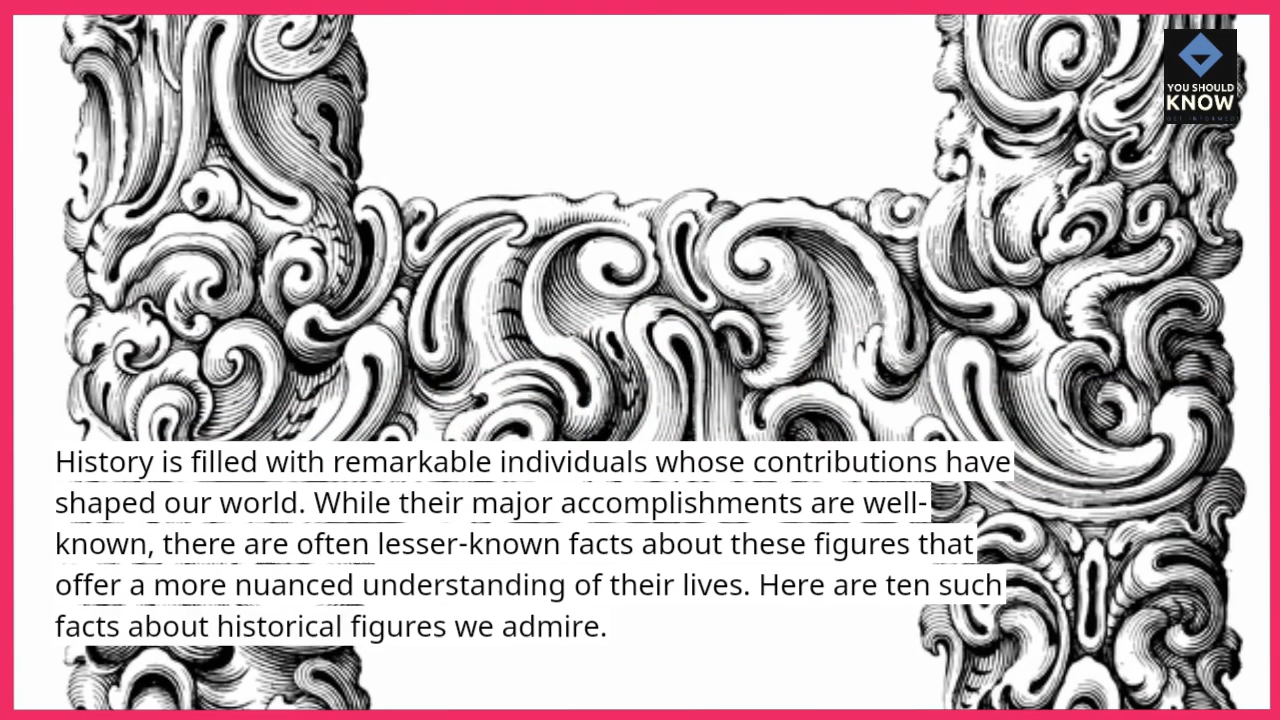 YOU SHOULD
KNOW
GET INFORMED
History is filled with remarkable individuals whose contributions have
shaped our world. While their major accomplishments are well-
known, there are often lesser-known facts about these figures that
offer a more nuanced understanding of their lives. Here are ten such
facts about historical figures we admire.